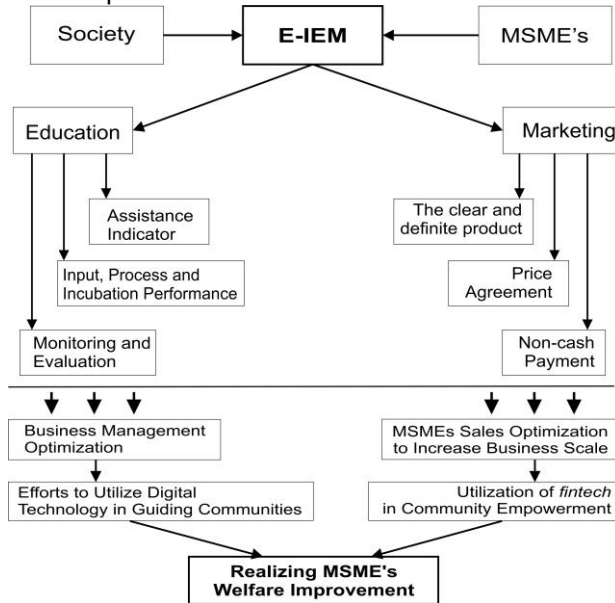 Society
E-IEM
MSME's
Education
Marketing
Assistance
Indicator
The clear and
definite product
Input, Process and
Incubation Performance
Price
Agreement
Monitoring and
Evaluation
Non-cash
Payment
Business Management
Optimization
MSMEs Sales Optimization
to Increase Business Scale
Efforts to Utilize Digital
Technology in Guiding Communities
Utilization of fintech
in Community Empowerment
Realizing MSME's
Welfare Improvement